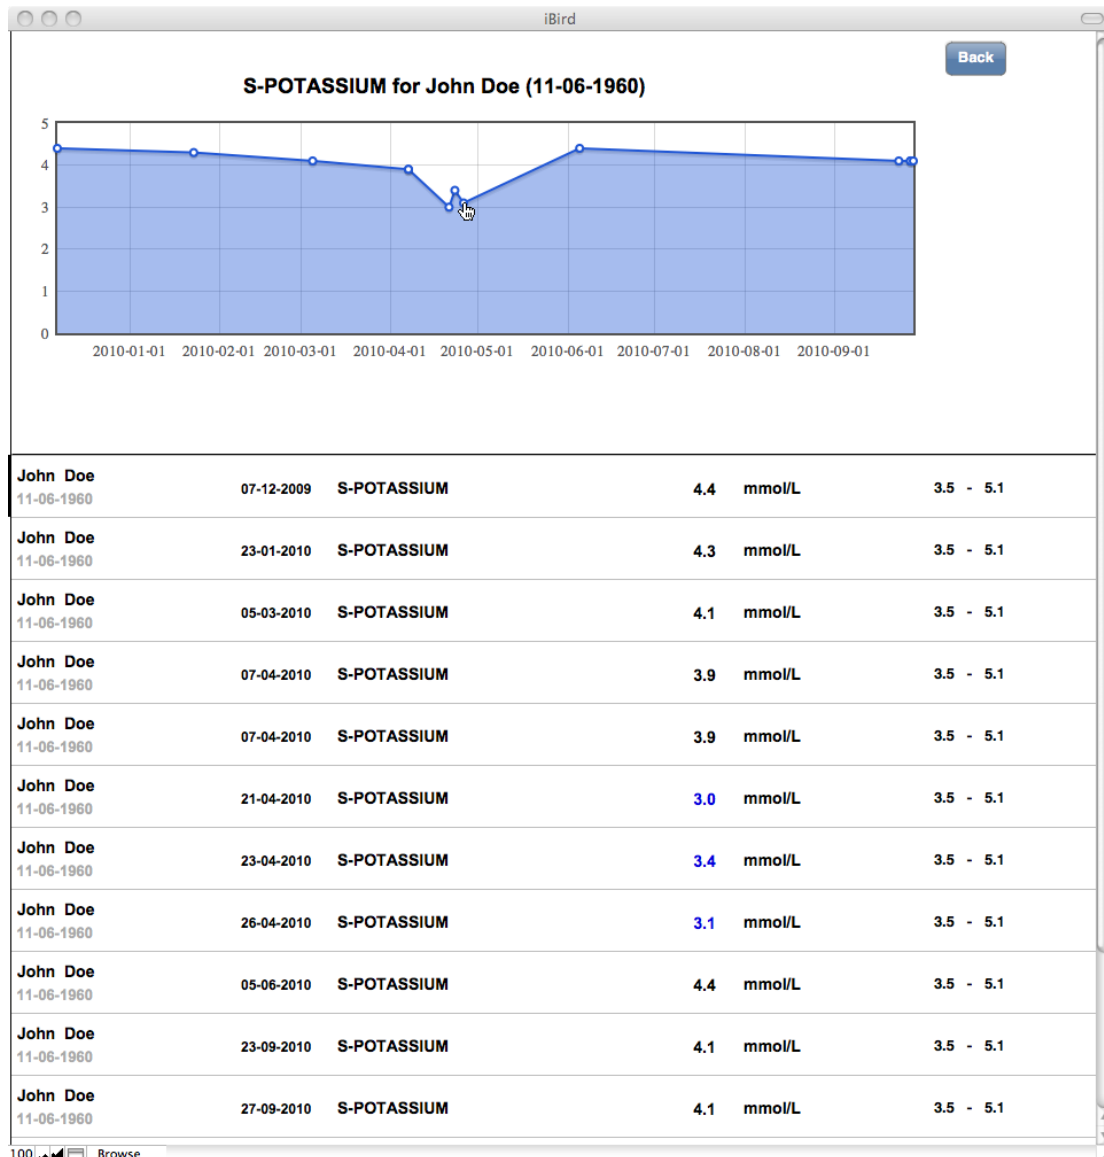 iBird
Back
S-POTASSIUM for John Doe (11-06-1960)
5
4
3
2
1
0
2010-01-01 2010-02-01 2010-03-01 2010-04-01 2010-05-01 2010-06-01 2010-07-01 2010-08-01 2010-09-01
John Doe
11-06-1960
07-12-2009 S-POTASSIUM 4.4 mmol/L 3.5 - 5.1
John Doe
11-06-1960
23-01-2010 S-POTASSIUM 4.3 mmol/L 3.5 - 5.1
John Doe
11-06-1960
05-03-2010 S-POTASSIUM 4.1 mmol/L 3.5 - 5.1
John Doe
11-06-1960
07-04-2010 S-POTASSIUM 3.9 mmol/L 3.5 - 5.1
John Doe
11-06-1960
07-04-2010 S-POTASSIUM 3.9 mmol/L 3.5 - 5.1
John Doe
11-06-1960
21-04-2010 S-POTASSIUM 3.0 mmol/L 3.5 - 5.1
John Doe
11-06-1960
23-04-2010 S-POTASSIUM 3.4 mmol/L 3.5 - 5.1
John Doe
11-06-1960
26-04-2010 S-POTASSIUM 3.1 mmol/L 3.5 - 5.1
John Doe
11-06-1960
05-06-2010 S-POTASSIUM 4.4 mmol/L 3.5 - 5.1
John Doe
11-06-1960
23-09-2010 S-POTASSIUM 4.1 mmol/L 3.5 - 5.1
John Doe
11-06-1960
27-09-2010 S-POTASSIUM 4.1 mmol/L 3.5 - 5.1
100 Browse